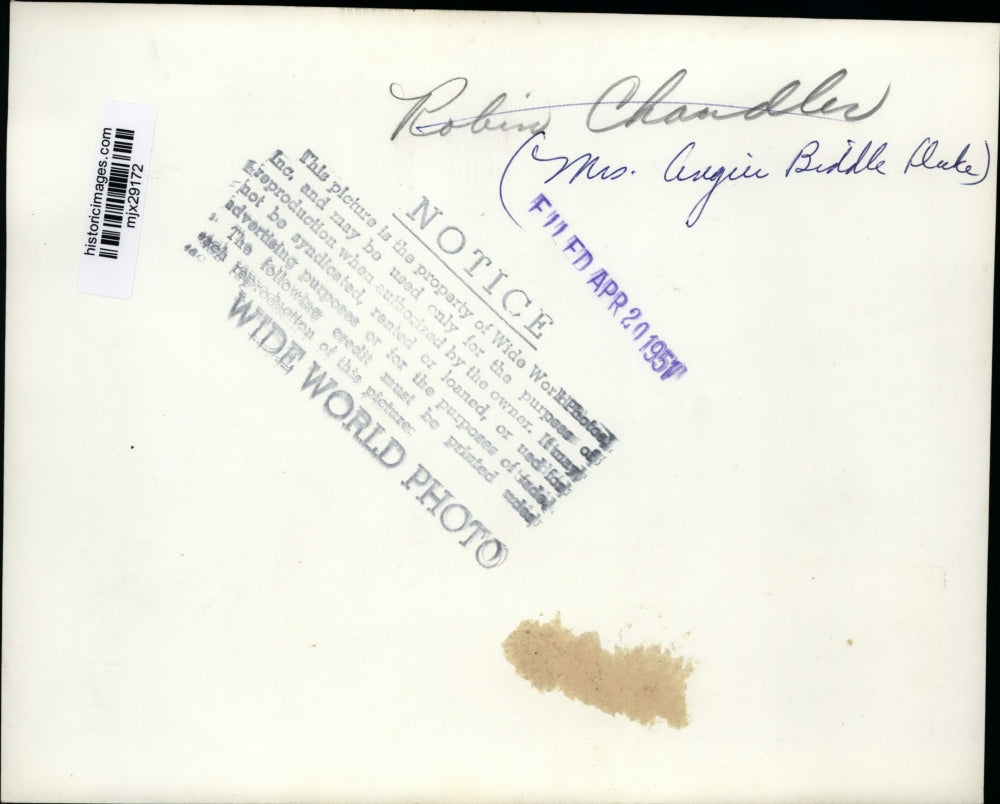 Robin Chandler
(Mrs. Angier Biddle Duke)
historicimages.com
mjx29172
FILED APR 20 1951
NOTICE
This picture is the property of Wide World Photos
Inc. and may be used only for the purposes of
reproduction when authorized by the owner. It may
not be syndicated, rented or loaned, or used for
advertising purposes or for the purposes of trade
The following credit must be printed under
each reproduction of this picture:
WIDE WORLD PHOTO